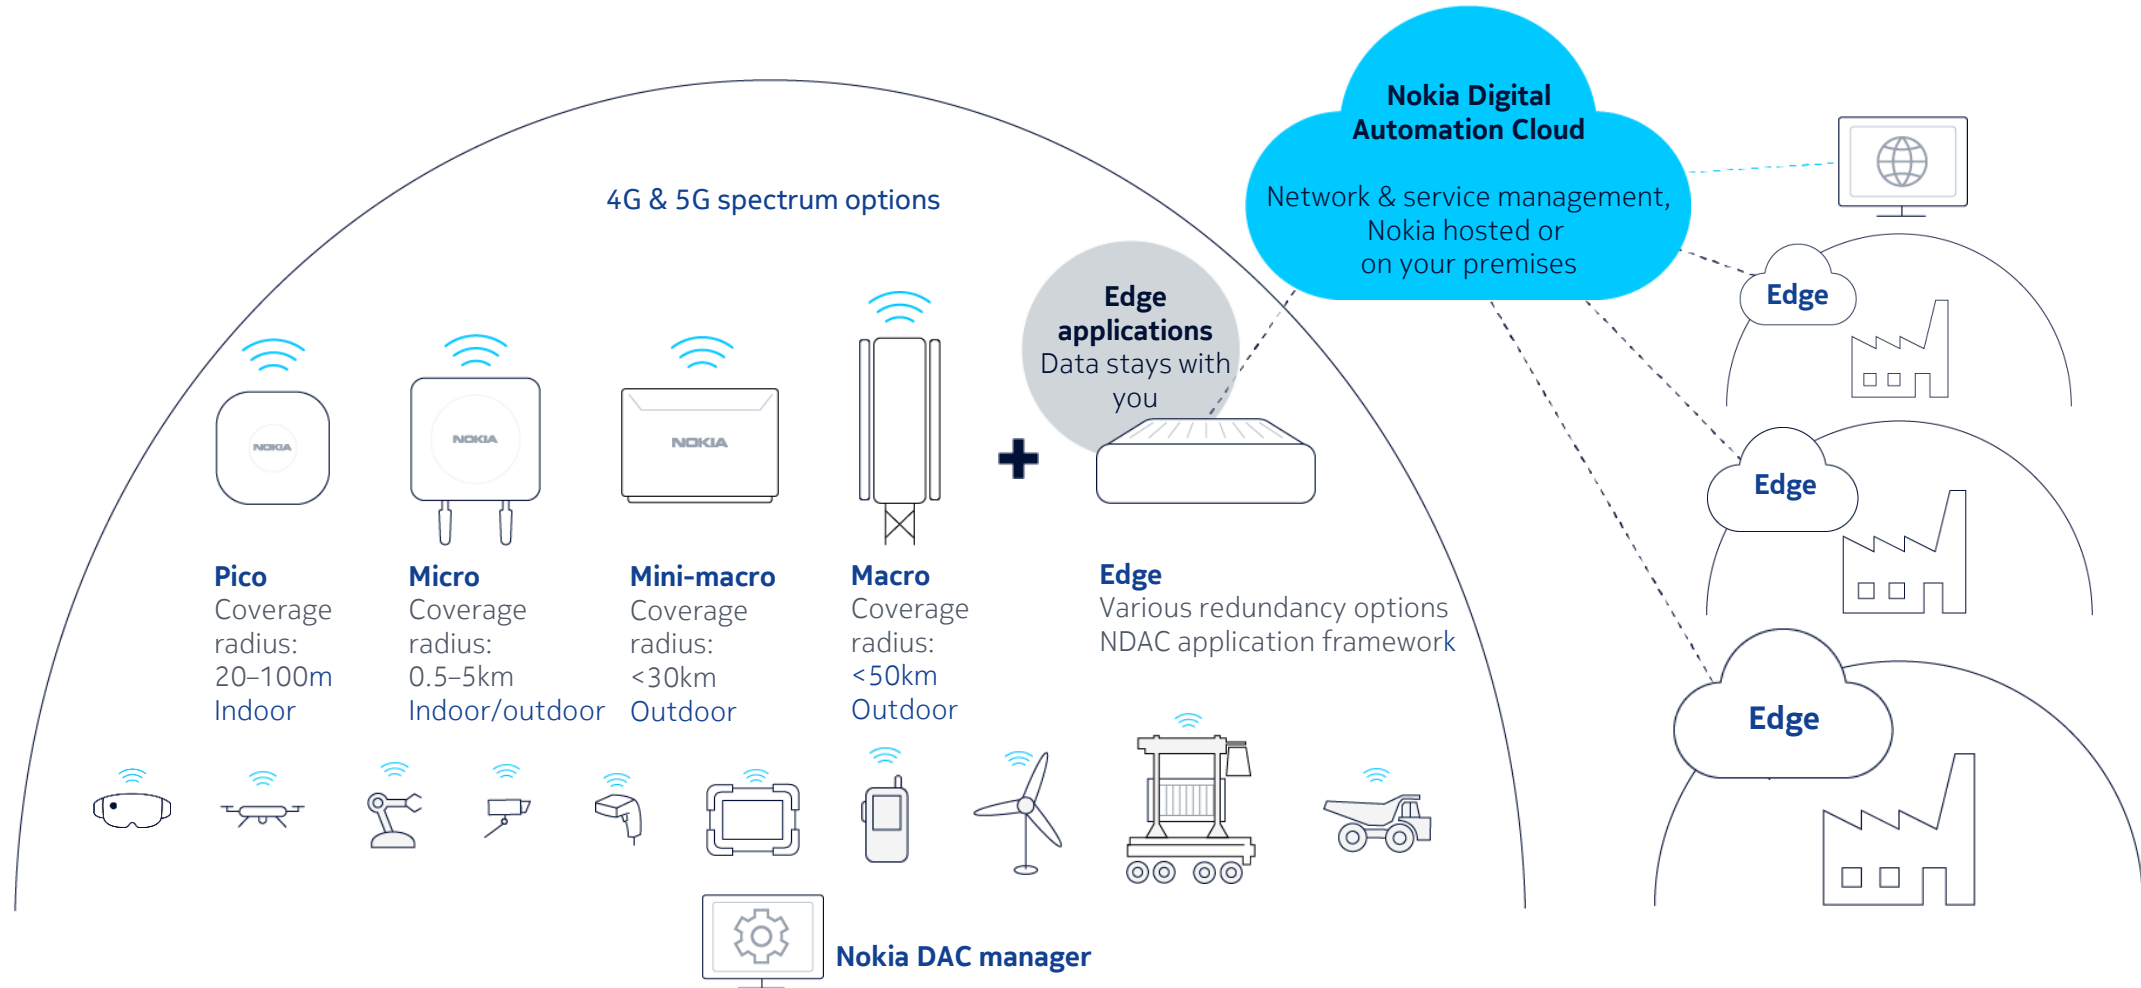 Nokia Digital
Automation Cloud
Network & service management,
Nokia hosted or
on your premises
4G & 5G spectrum options
Edge
applications
Data stays with
you
NOKIA
NOKIA
NOKIA
Pico
Coverage
radius:
20–100m
Indoor
Micro
Coverage
radius:
0.5–5km
Indoor/outdoor
Mini-macro
Coverage
radius:
<30km
Outdoor
Macro
Coverage
radius:
<50km
Outdoor
Edge
Various redundancy options
NDAC application framework
Edge
Edge
Edge
Nokia DAC manager